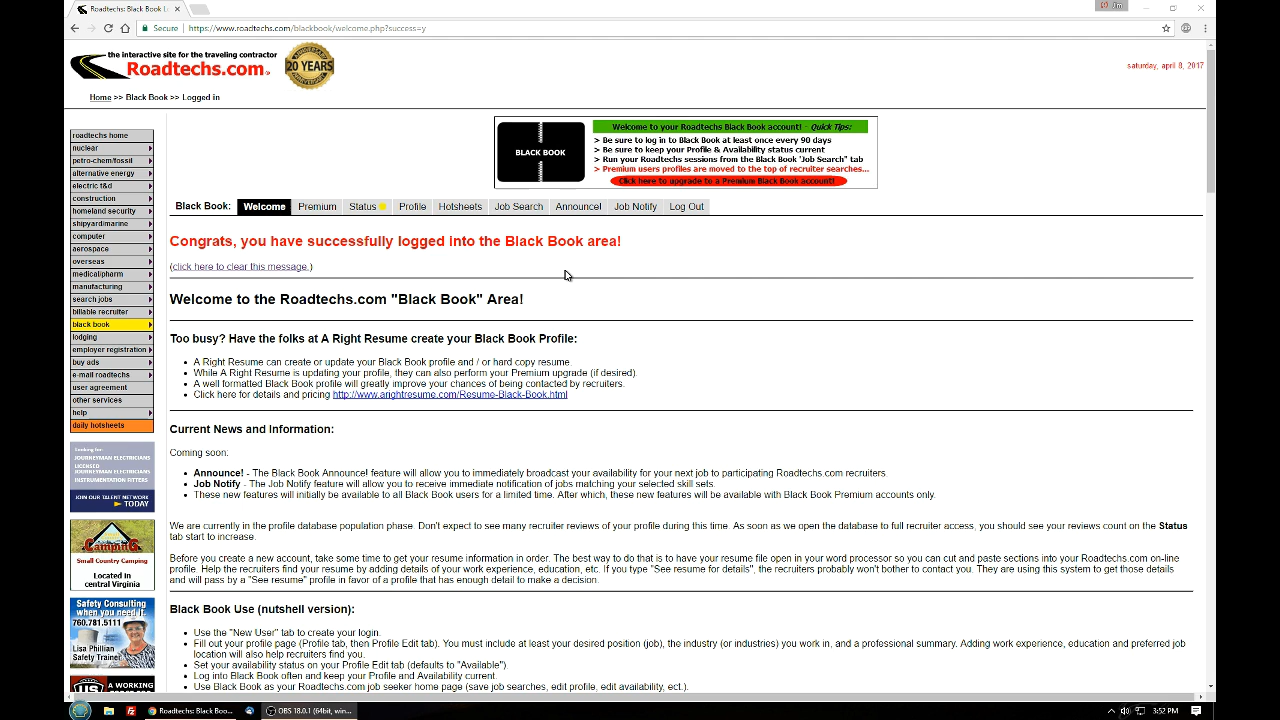 Roadtechs: Black Book L
Jim
Secure
https://www.roadtechs.com/blackbook/welcome.php?success=y
the interactive site for the traveling contractor
Roadtechs.com
ANNIVERSARY
20 YEARS
saturday, april 8, 2017
Home >> Black Book >> Logged in
roadtechs home
nuclear
petro-chem/fossil
alternative energy
electric t&d
construction
homeland security
shipyard/marine
computer
aerospace
overseas
medical/pharm
manufacturing
search jobs
billable recruiter
black book
lodging
employer registration
buy ads
e-mail roadtechs
user agreement
other services
help
daily hotsheets
Looking for:
JOURNEYMAN ELECTRICIANS
LICENSED
JOURNEYMAN ELECTRICIANS
INSTRUMENTATION FITTERS
JOIN OUR TALENT NETWORK
TODAY
Camping
Small Country Camping
Located in
central Virginia
Safety Consulting
when you need it.
760.781.5111
Lisa Phillian
Safety Trainer
A WORKING
BLACK BOOK
Welcome to your Roadtechs Black Book account! - Quick Tips:
> Be sure to log in to Black Book at least once every 90 days
> Be sure to keep your Profile & Availability status current
> Run your Roadtechs sessions from the Black Book "Job Search" tab
> Premium users profiles are moved to the top of recruiter searches...
Click here to upgrade to a Premium Black Book account!
Black Book: Welcome Premium Status Profile Hotsheets Job Search Announce! Job Notify Log Out
Congrats, you have successfully logged into the Black Book area!
(click here to clear this message.)
Welcome to the Roadtechs.com "Black Book" Area!
Too busy? Have the folks at A Right Resume create your Black Book Profile:
• A Right Resume can create or update your Black Book profile and / or hard copy resume.
• While A Right Resume is updating your profile, they can also perform your Premium upgrade (if desired)
• A well formatted Black Book profile will greatly improve your chances of being contacted by recruiters.
• Click here for details and pricing http://www.arightresume.com/Resume-Black-Book.html
Current News and Information:
Coming soon:
• Announce! - The Black Book Announce! feature will allow you to immediately broadcast your availability for your next job to participating Roadtechs.com recruiters.
• Job Notify - The Job Notify feature will allow you to receive immediate notification of jobs matching your selected skill sets.
• These new features will initially be available to all Black Book users for a limited time. After which, these new features will be available with Black Book Premium accounts only.
We are currently in the profile database population phase. Don't expect to see many recruiter reviews of your profile during this time. As soon as we open the database to full recruiter access, you should see your reviews count on the Status
tab start to increase.
Before you create a new account, take some time to get your resume information in order. The best way to do that is to have your resume file open in your word processor so you can cut and paste sections into your Roadtechs.com on-line
profile. Help the recruiters find your resume by adding details of your work experience, education, etc. If you type "See resume for details", the recruiters probably won't bother to contact you. They are using this system to get those details
and will pass by a "See resume" profile in favor of a profile that has enough detail to make a decision.
Black Book Use (nutshell version):
• Use the "New User" tab to create your login.
• Fill out your profile page (Profile tab, then Profile Edit tab). You must include at least your desired position (job), the industry (or industries) you work in, and a professional summary. Adding work experience, education and preferred job
location will also help recruiters find you.
• Set your availability status on your Profile Edit tab (defaults to "Available")
• Log into Black Book often and keep your Profile and Availability current.
• Use Black Book as your Roadtechs.com job seeker home page (save job searches, edit profile, edit availability, ect.).
Roadtechs: Black Boo...
OBS 18.0.1 (64bit, win...
3:52 PM